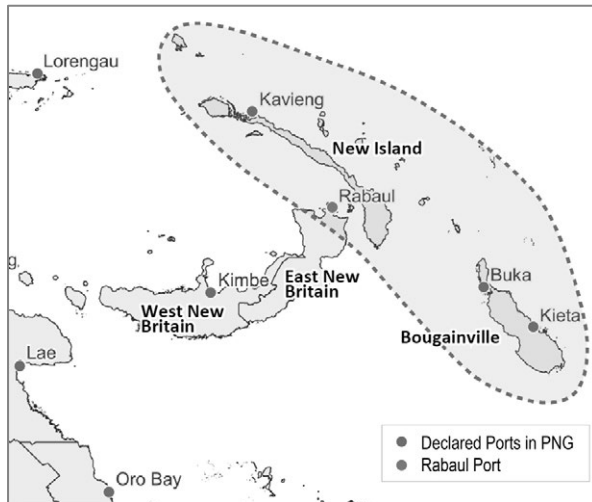 Lorengau
Kavieng
New Island
Rabaul
g.
Kimbe
East New
Britain
West New
Britain
Buka
Kieta
Bougainville
Lae
Oro Bay
Declared Ports in PNG
Rabaul Port